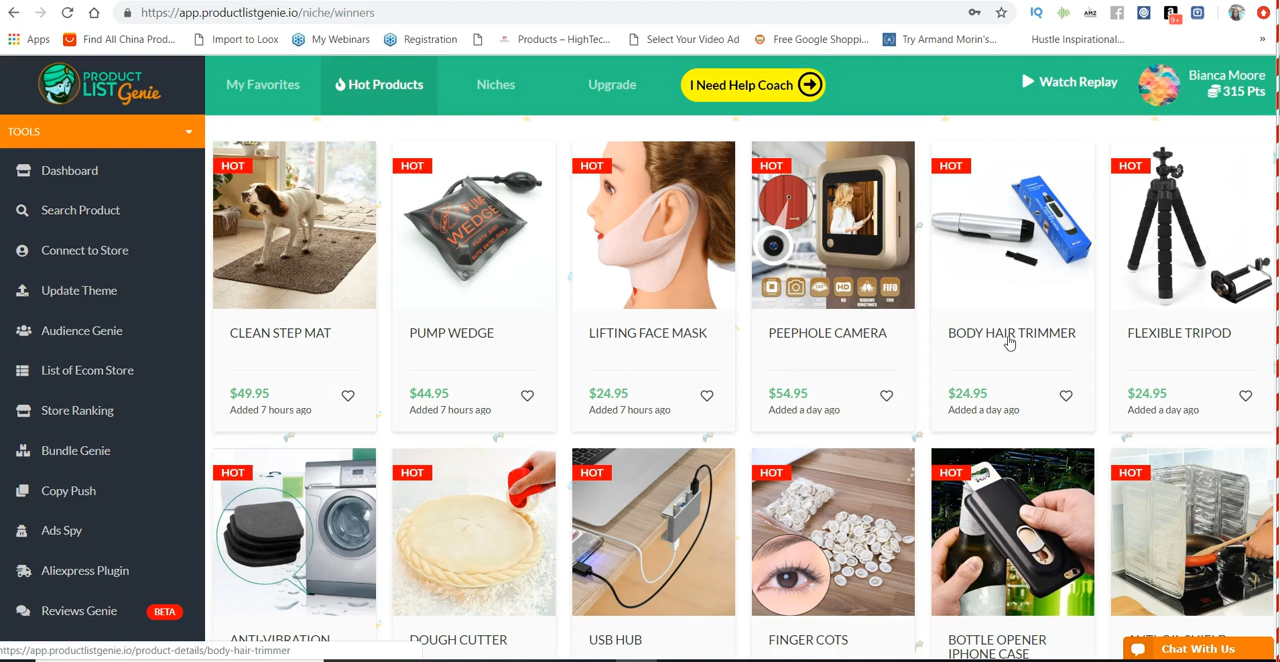 https://app.productlistgenie.io/niche/winners
IQ
AMZ
9+
Apps
Find All China Prod...
Import to Loox
My Webinars
Registration
Products – HighTec...
Select Your Video Ad
Free Google Shoppi...
Try Armand Morin's...
Hustle Inspirational...
»
PRODUCT
LIST Genie
My Favorites
Hot Products
Niches
Upgrade
I Need Help Coach
Watch Replay
Bianca Moore
315 Pts
TOOLS
Dashboard
Search Product
Connect to Store
Update Theme
Audience Genie
List of Ecom Store
Store Ranking
Bundle Genie
Copy Push
Ads Spy
Aliexpress Plugin
Reviews Genie
BETA
HOT
HOT
HOT
HOT
HOT
HOT
PUMP
WEDGE
HD
FIFO
CLEAN STEP MAT
PUMP WEDGE
LIFTING FACE MASK
PEEPHOLE CAMERA
BODY HAIR TRIMMER
FLEXIBLE TRIPOD
$49.95
$44.95
$24.95
$54.95
$24.95
$24.95
Added 7 hours ago
Added 7 hours ago
Added 7 hours ago
Added a day ago
Added a day ago
Added a day ago
HOT
HOT
HOT
HOT
HOT
HOT
ANTI-VIBRATION
DOUGH CUTTER
USB HUB
FINGER COTS
BOTTLE OPENER
IPHONE CASE
ANTI-OIL SHIELD
Chat With Us
https://app.productlistgenie.io/product-details/body-hair-trimmer